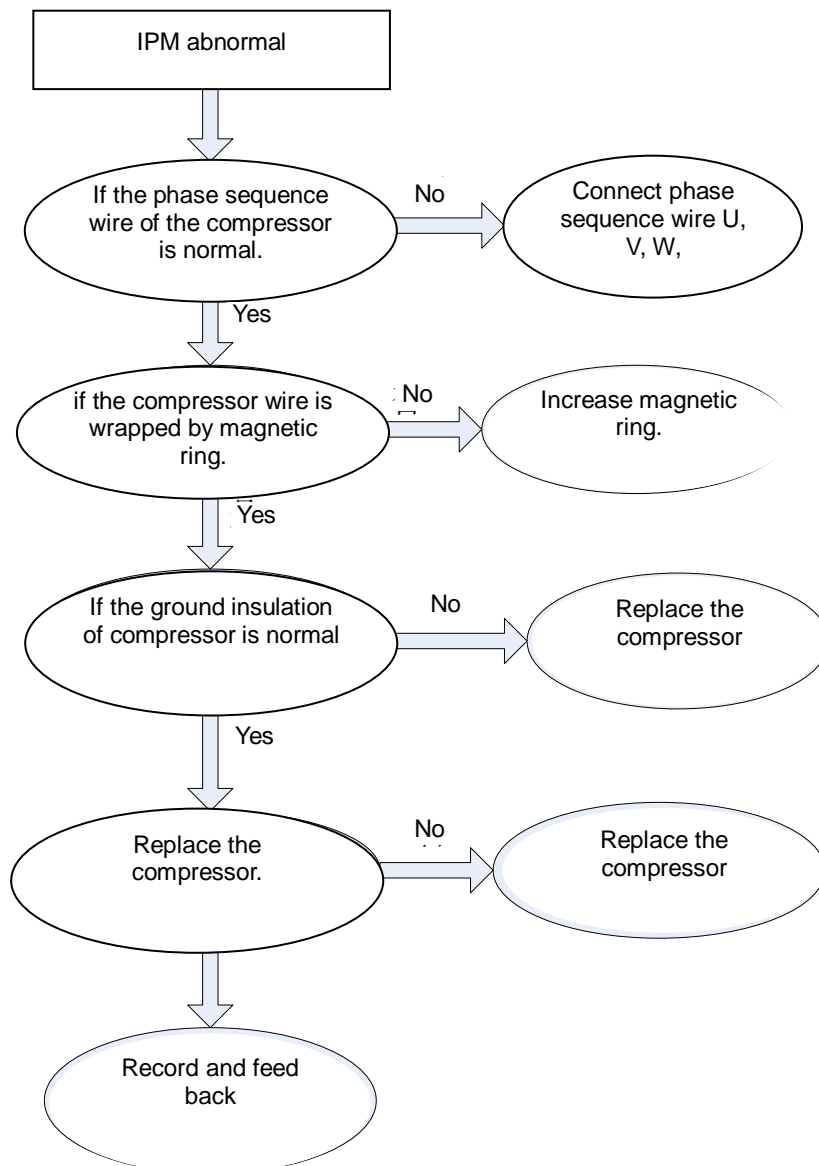 IPM abnormal
If the phase sequence
wire of the compressor
is normal.
No
Connect phase
sequence wire U,
V, W,
Yes
if the compressor wire is
wrapped by magnetic
ring.
No
Increase magnetic
ring.
Yes
If the ground insulation
of compressor is normal
No
Replace the
compressor
Yes
Replace the
compressor.
No
Replace the
compressor
Record and feed
back